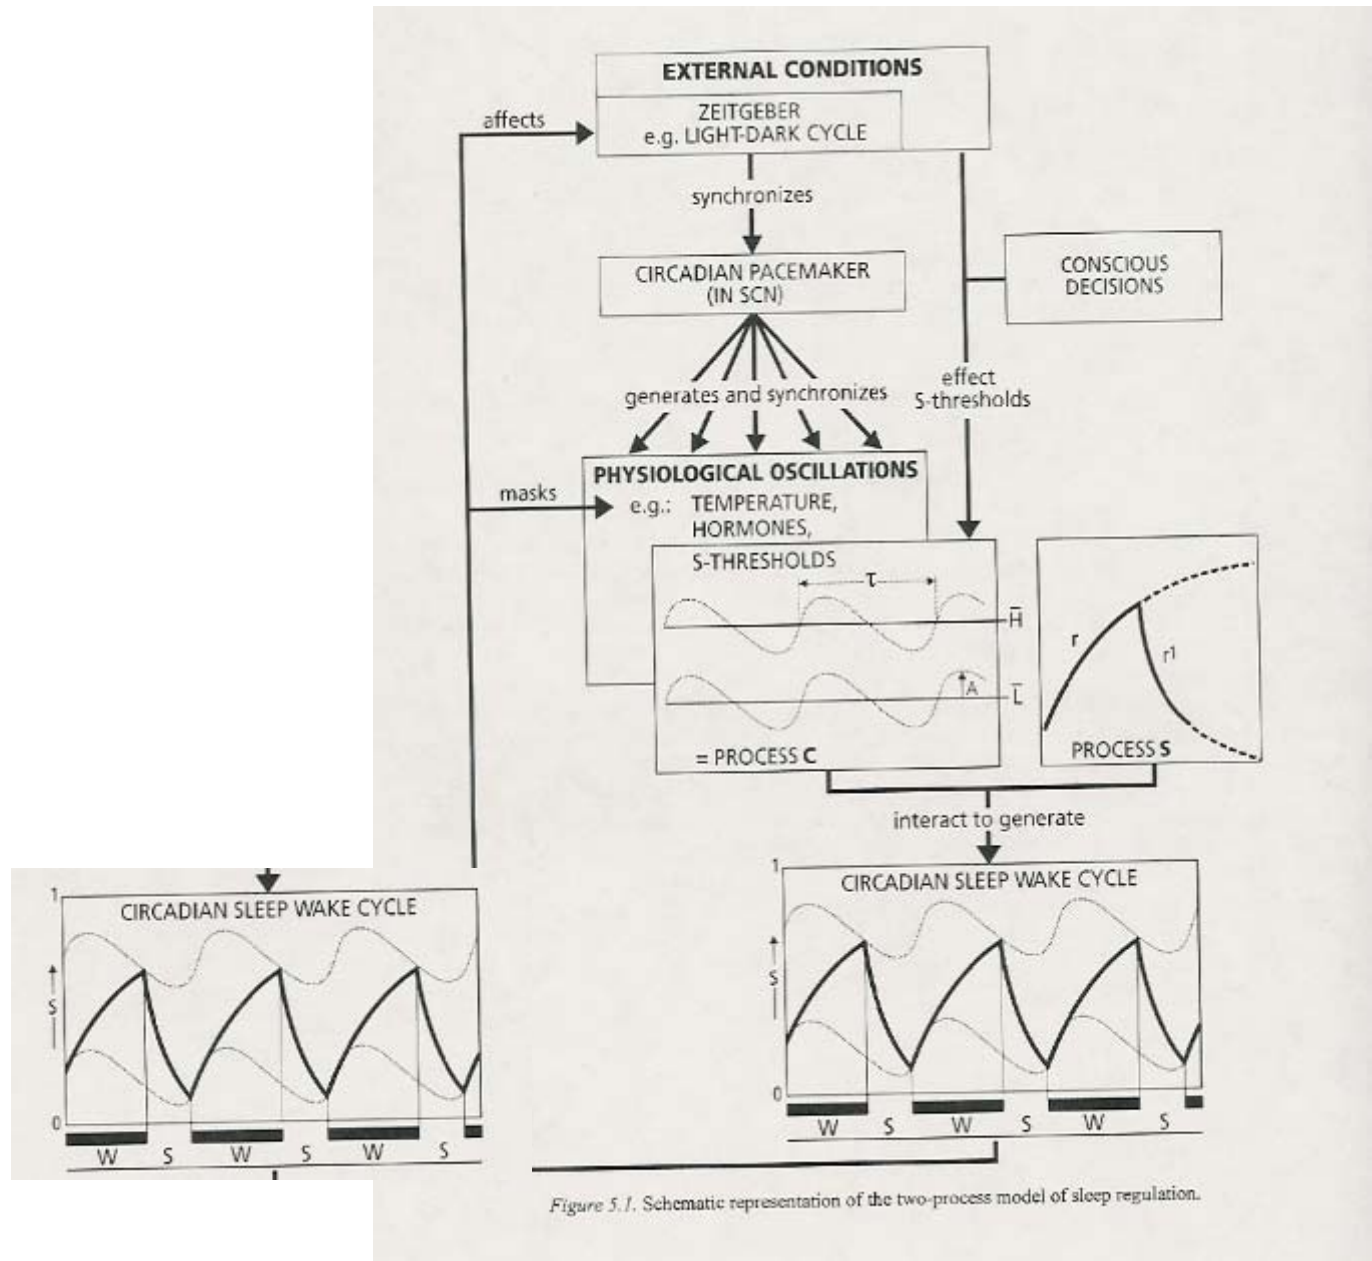 EXTERNAL CONDITIONS
ZEITGEBER
e.g. LIGHT-DARK CYCLE
affects
synchronizes
CIRCADIAN PACEMAKER
(IN SCN)
CONSCIOUS
DECISIONS
generates and synchronizes
effect
S-thresholds
PHYSIOLOGICAL OSCILLATIONS
masks
e.g.: TEMPERATURE,
HORMONES,
S-THRESHOLDS
τ
H̅
A
L̅
= PROCESS C
r
r1
PROCESS S
interact to generate
1
CIRCADIAN SLEEP WAKE CYCLE
S
0
W S W S W S
1
CIRCADIAN SLEEP WAKE CYCLE
S
0
W S W S W S
Figure 5.1. Schematic representation of the two-process model of sleep regulation.